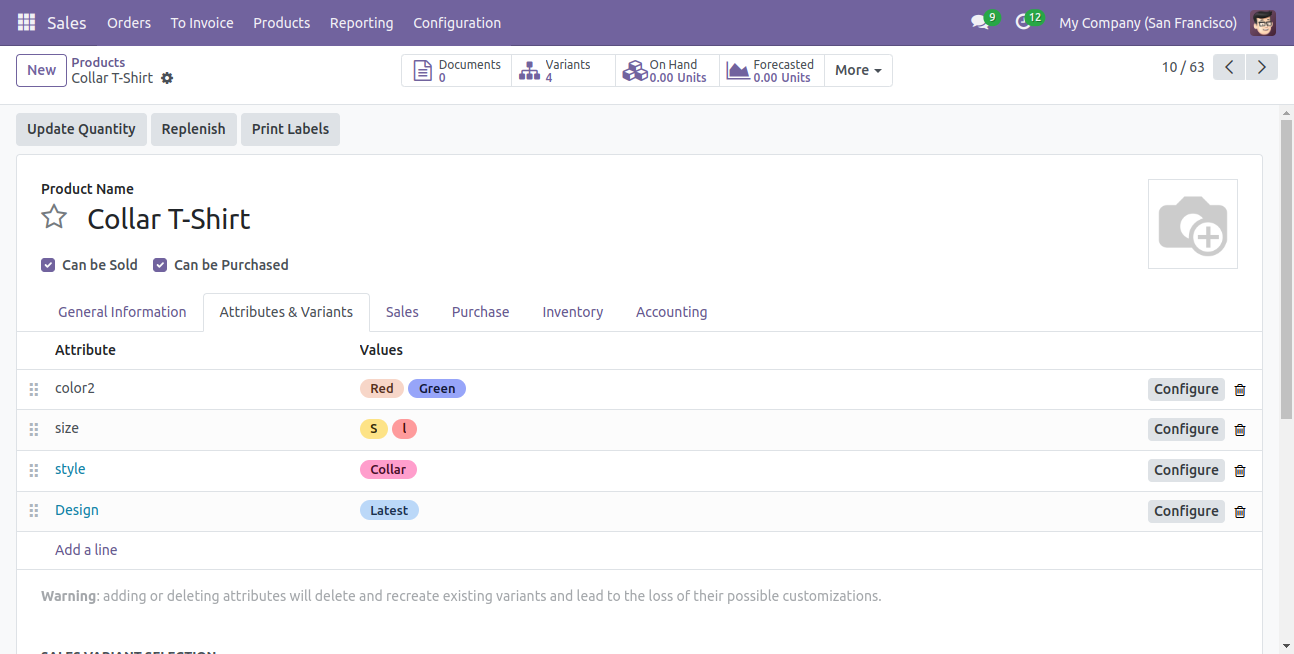 Sales Orders To Invoice Products Reporting Configuration 9 12 My Company (San Francisco)
New Products Documents Variants On Hand Forecasted More 10 / 63
Collar T-Shirt 0 4 0.00 Units 0.00 Units
Update Quantity Replenish Print Labels
Product Name
Collar T-Shirt
Can be Sold Can be Purchased
General Information Attributes & Variants Sales Purchase Inventory Accounting
Attribute Values
color2 Red Green Configure
size S l Configure
style Collar Configure
Design Latest Configure
Add a line
Warning: adding or deleting attributes will delete and recreate existing variants and lead to the loss of their possible customizations.
SALES VARIANT SELECTION